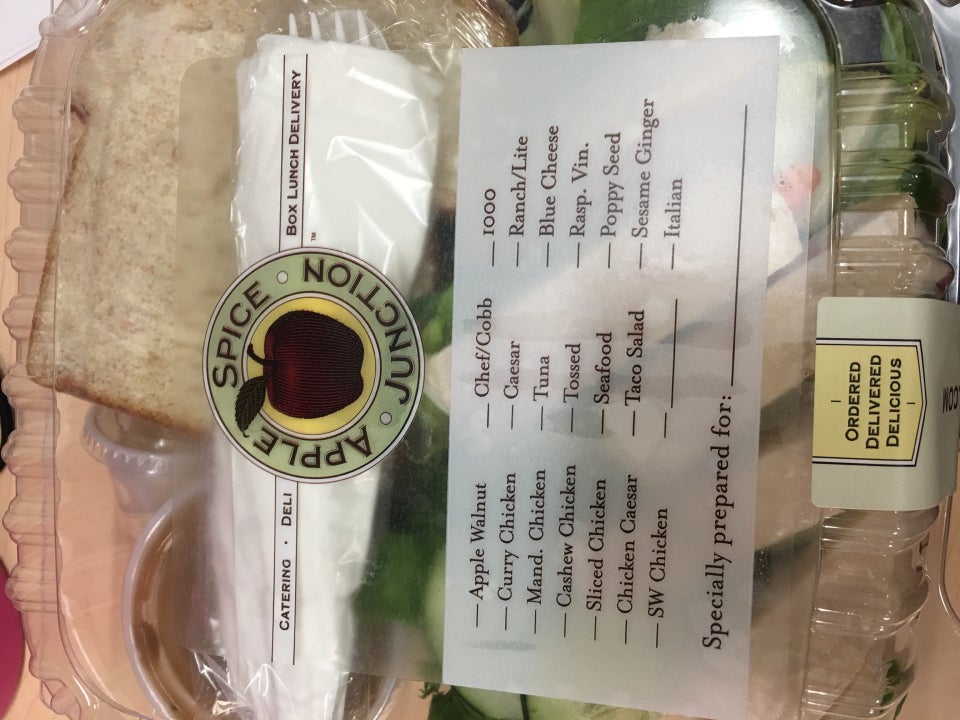 CATERING · DELI
BOX LUNCH DELIVERY
APPLE · SPICE · JUNCTION
TM
Apple Walnut
Curry Chicken
Mand. Chicken
Cashew Chicken
Sliced Chicken
Chicken Caesar
SW Chicken
Chef/Cobb
Caesar
Tuna
Tossed
Seafood
Taco Salad
1000
Ranch/Lite
Blue Cheese
Rasp. Vin.
Poppy Seed
Sesame Ginger
Italian
Specially prepared for:
ORDERED
DELIVERED
DELICIOUS
.COM